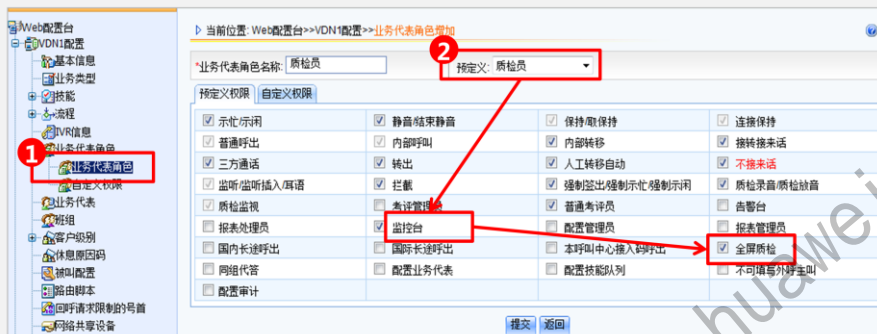 Web配置台
VDN1配置
基本信息
业务类型
技能
流程
IVR信息
业务代表角色
业务代表角色
自定义权限
业务代表
班组
客户级别
休息原因码
被叫配置
路由脚本
回呼请求限制的号首
网络共享设备
当前位置: Web配置台>>VDN1配置>>业务代表角色增加
*业务代表角色名称: 质检员
预定义: 质检员
预定义权限 自定义权限
示忙/示闲 静音/结束静音 保持/取保持 连接保持
普通呼出 内部呼叫 内部转移 接转接来话
三方通话 转出 人工转移自动 不接来话
监听/监听插入/耳语 拦截 强制签出/强制示忙/强制示闲 质检录音/质检放音
质检监视 考评管理员 普通考评员 告警台
报表处理员 监控台 配置管理员 报表管理员
国内长途呼出 国际长途呼出 本呼叫中心接入码呼出 全屏质检
同组代答 配置业务代表 配置技能队列 不可填写外呼主叫
配置审计
提交 返回
1
2
huawei